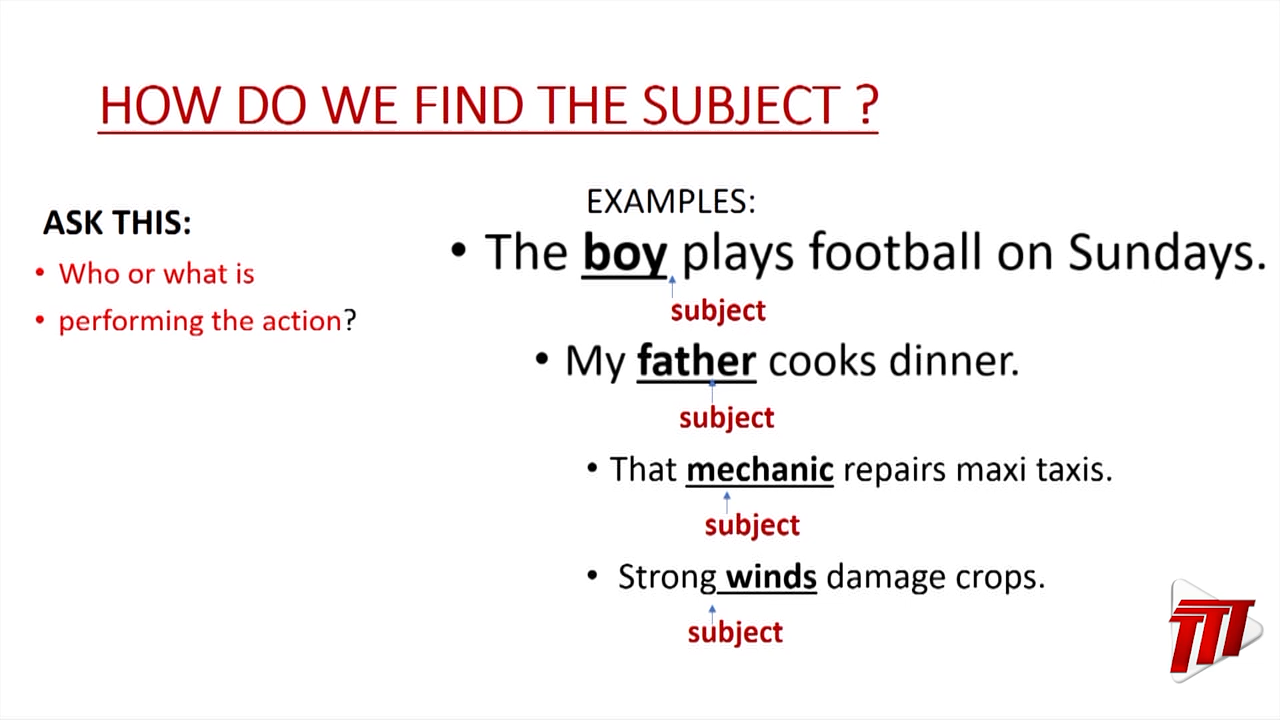 HOW DO WE FIND THE SUBJECT ?
ASK THIS:
• Who or what is
• performing the action?
EXAMPLES:
• The boy plays football on Sundays.
subject
• My father cooks dinner.
subject
• That mechanic repairs maxi taxis.
subject
• Strong winds damage crops.
subject
TTT